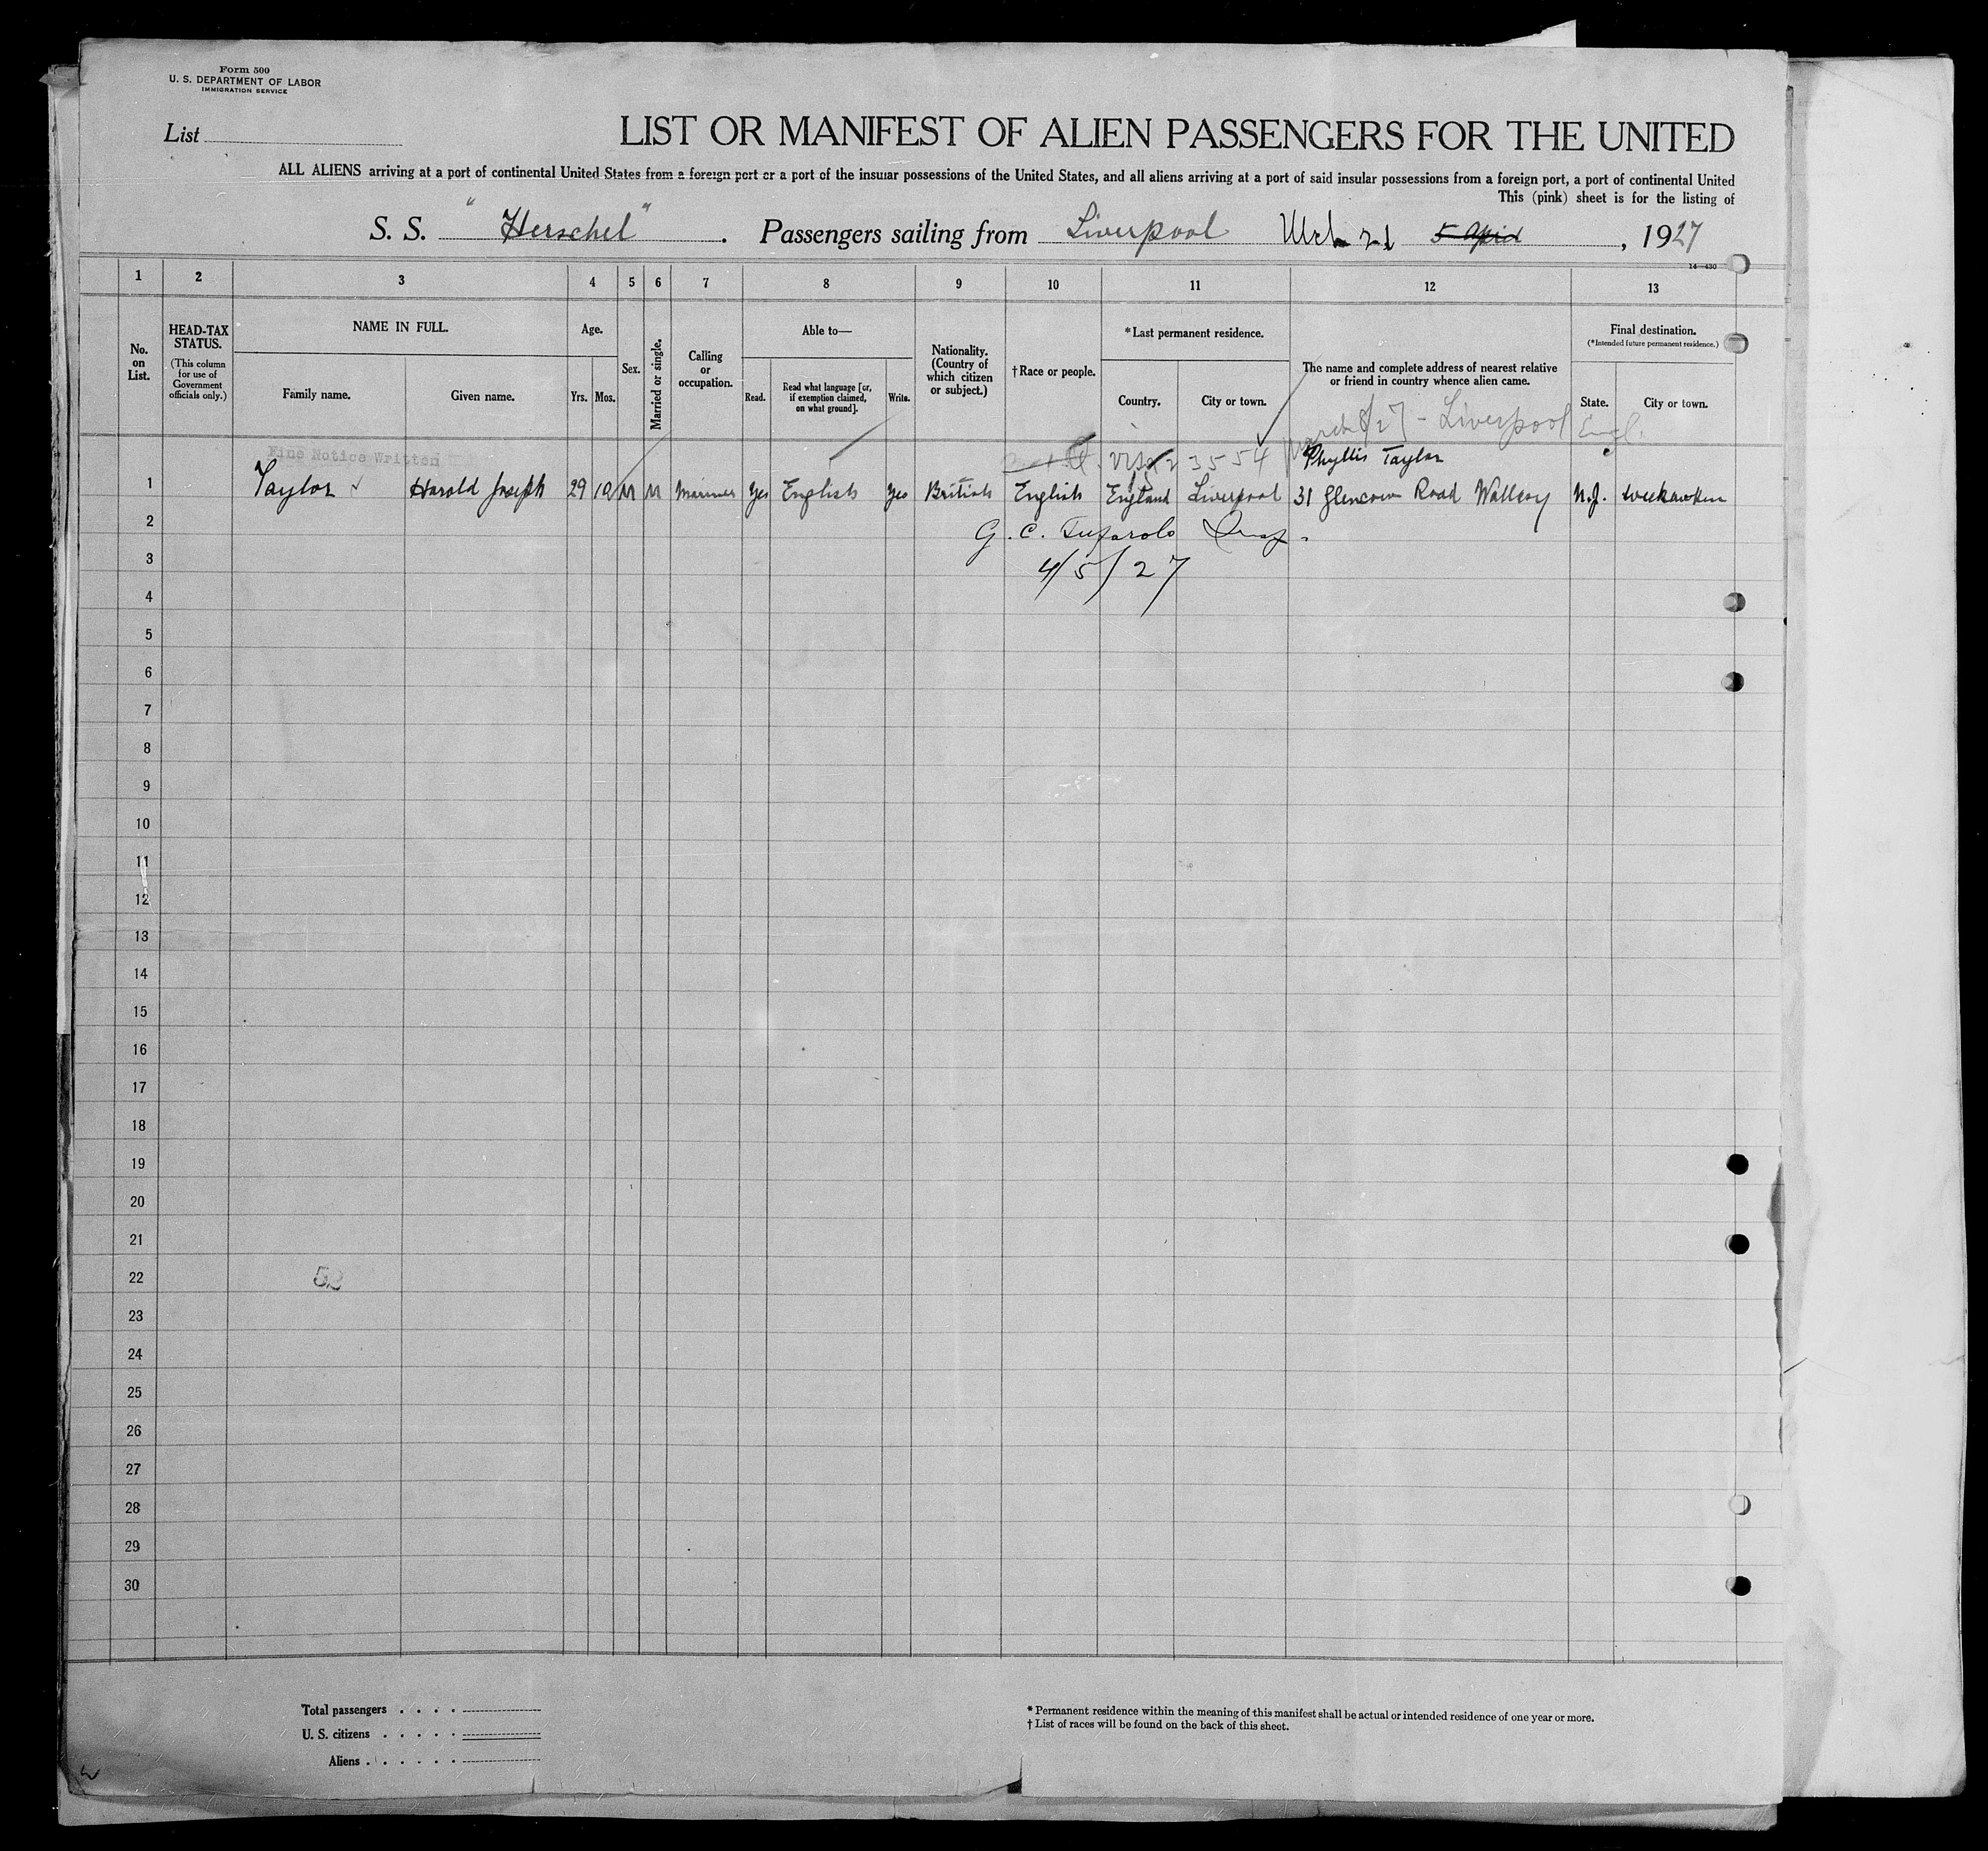 Form 500
U. S. DEPARTMENT OF LABOR
IMMIGRATION SERVICE
List
LIST OR MANIFEST OF ALIEN PASSENGERS FOR THE UNITED
ALL ALIENS arriving at a port of continental United States from a foreign port or a port of the insular possessions of the United States, and all aliens arriving at a port of said insular possessions from a foreign port, a port of continental United
This (pink) sheet is for the listing of
S. S. "Herschel". Passengers sailing from Liverpool Mch 21 5 April, 1927
14-430
1 2 3 4 5 6 7 8 9 10 11 12 13
No. on List.
HEAD-TAX STATUS.
(This column for use of Government officials only.)
NAME IN FULL.
Family name.
Given name.
Age.
Yrs.
Mos.
Sex.
Married or single.
Calling or occupation.
Able to—
Read.
Read what language [or, if exemption claimed, on what ground].
Write.
Nationality. (Country of which citizen or subject.)
†Race or people.
*Last permanent residence.
Country.
City or town.
The name and complete address of nearest relative or friend in country whence alien came.
Final destination.
(*Intended future permanent residence.)
State.
City or town.
27 - Liverpool Engl.
Fine Notice Written
visa 3554
Phyllis Taylor
1 Taylor Harold Joseph 29 10 M M Mariner Yes English Yes British English England Liverpool 31 Road N.J. Weehawken
2
G. C. Insp.
3
4/5/27
4
5
6
7
8
9
10
11
12
13
14
15
16
17
18
19
20
21
22
52
23
24
25
26
27
28
29
30
Total passengers . . . .
U. S. citizens . . . . .
Aliens . . . . . .
* Permanent residence within the meaning of this manifest shall be actual or intended residence of one year or more.
† List of races will be found on the back of this sheet.